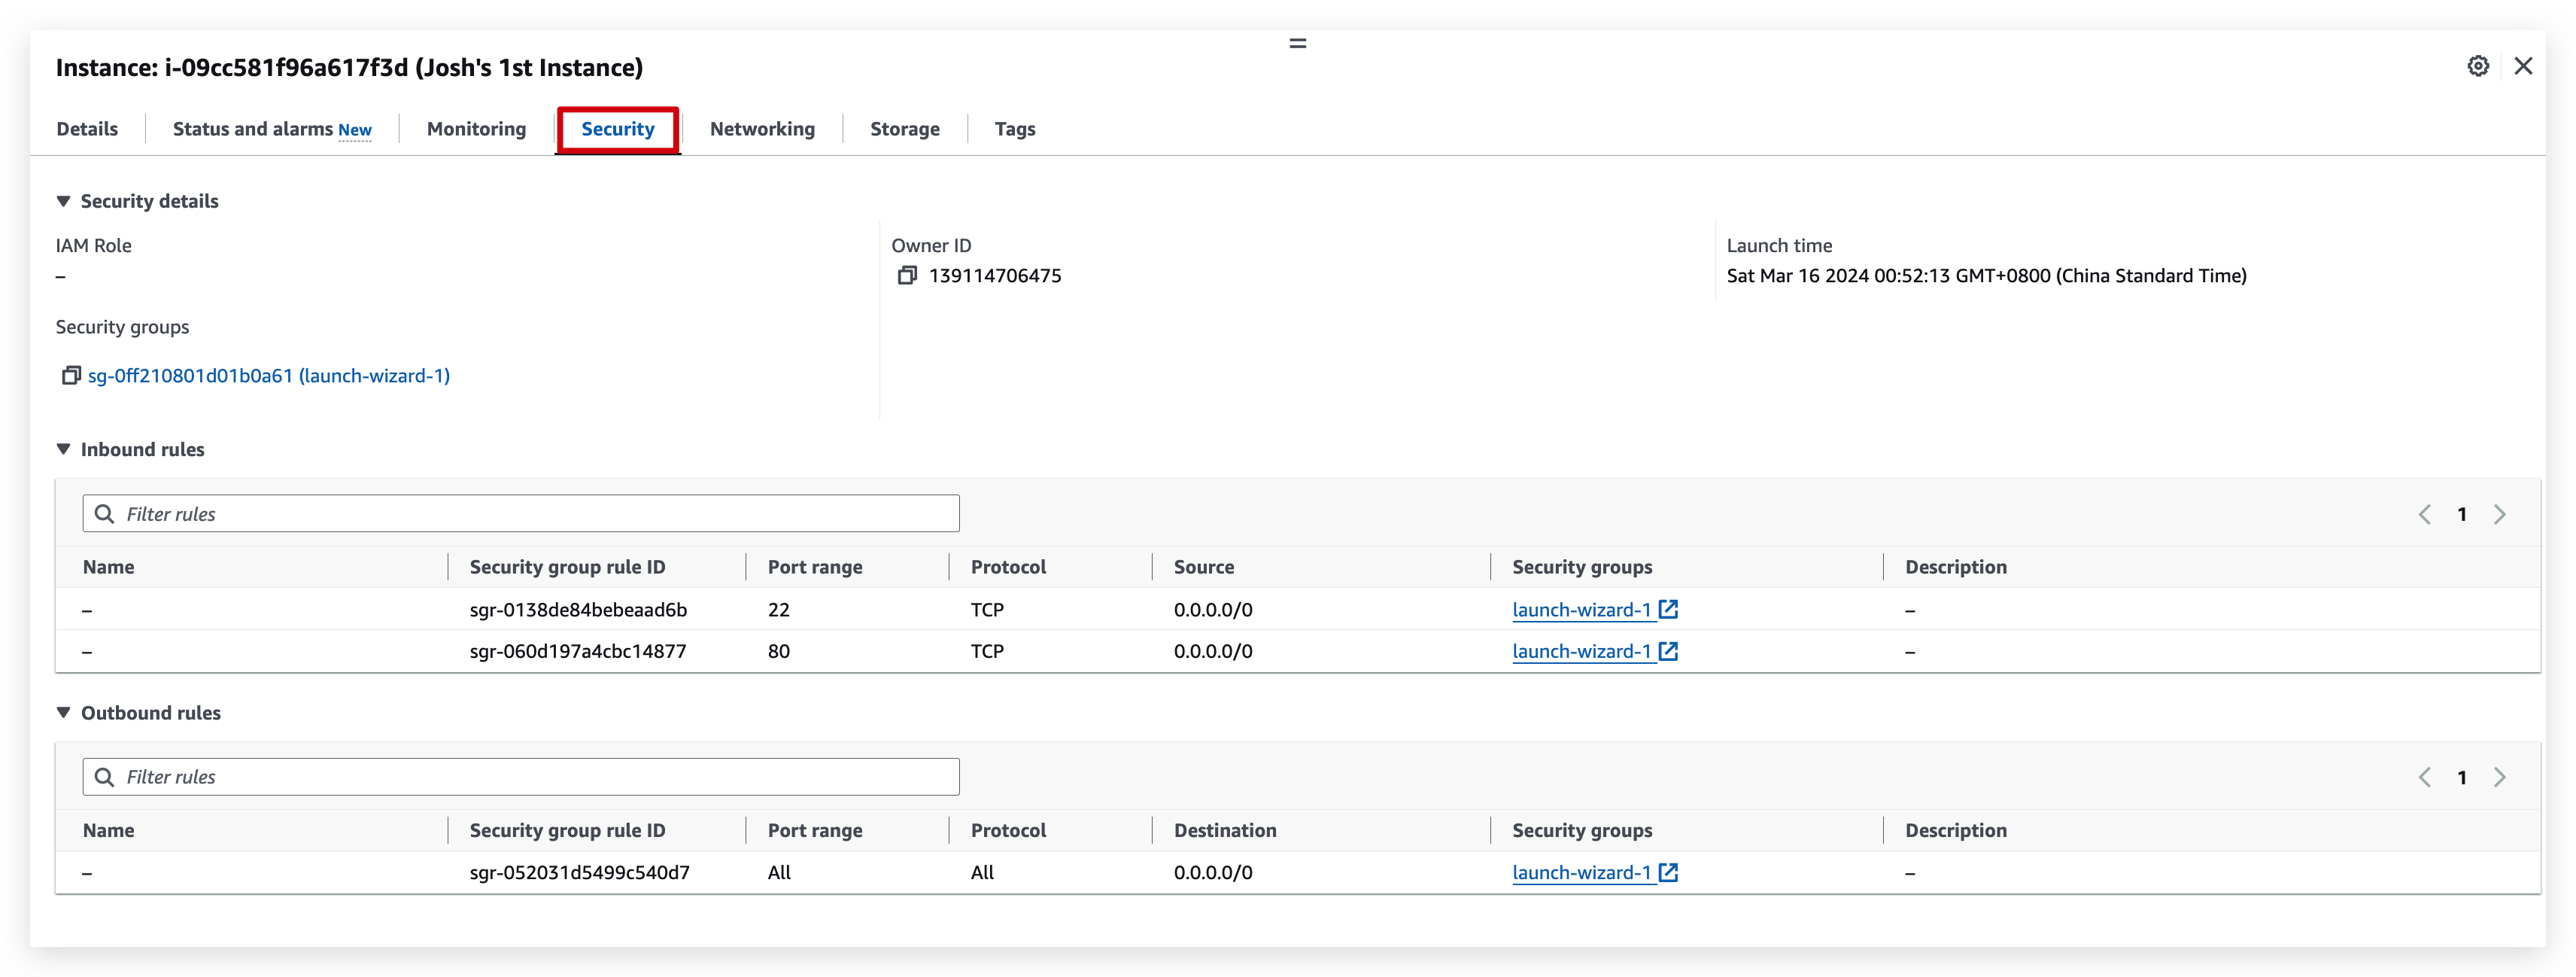 Instance: i-09cc581f96a617f3d (Josh's 1st Instance)
Details Status and alarms New Monitoring Security Networking Storage Tags
Security details
IAM Role Owner ID Launch time
– 139114706475 Sat Mar 16 2024 00:52:13 GMT+0800 (China Standard Time)
Security groups
sg-0ff210801d01b0a61 (launch-wizard-1)
Inbound rules
Filter rules 1
Name Security group rule ID Port range Protocol Source Security groups Description
– sgr-0138de84bebeaad6b 22 TCP 0.0.0.0/0 launch-wizard-1 –
– sgr-060d197a4cbc14877 80 TCP 0.0.0.0/0 launch-wizard-1 –
Outbound rules
Filter rules 1
Name Security group rule ID Port range Protocol Destination Security groups Description
– sgr-052031d5499c540d7 All All 0.0.0.0/0 launch-wizard-1 –